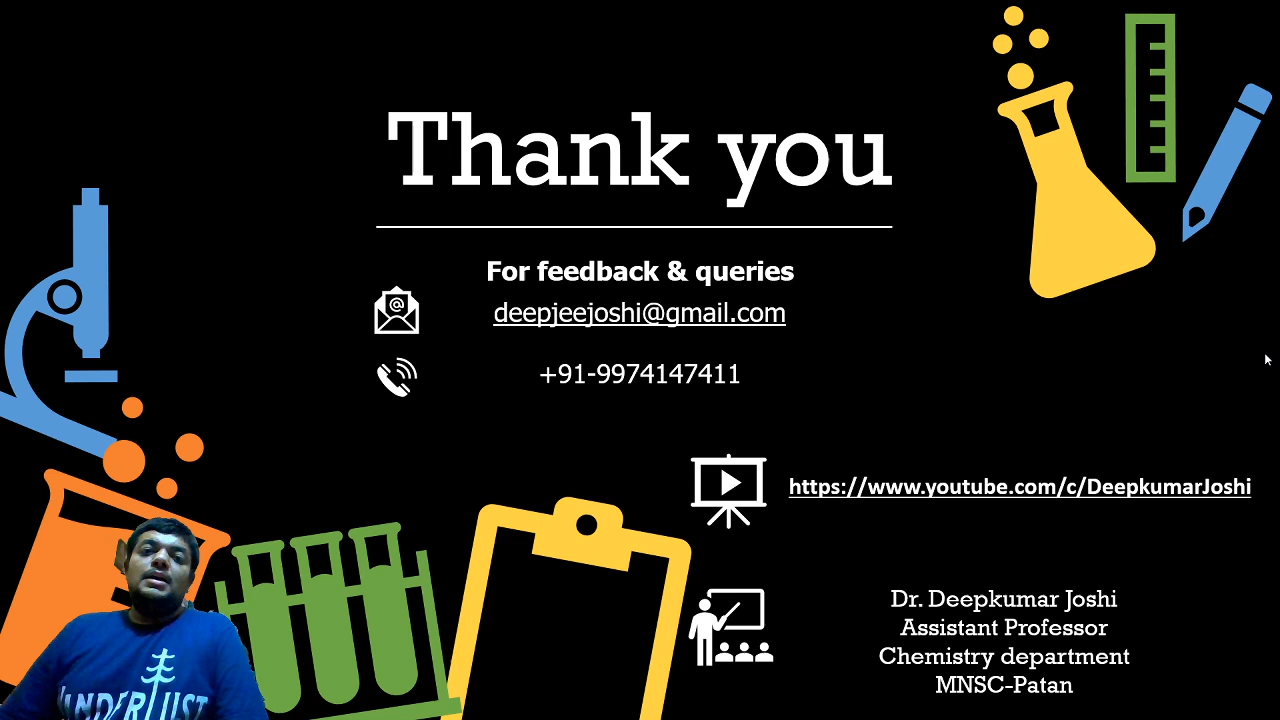 Thank you
For feedback & queries
deepjeejoshi@gmail.com
+91-9974147411
https://www.youtube.com/c/DeepkumarJoshi
Dr. Deepkumar Joshi
Assistant Professor
Chemistry department
MNSC-Patan